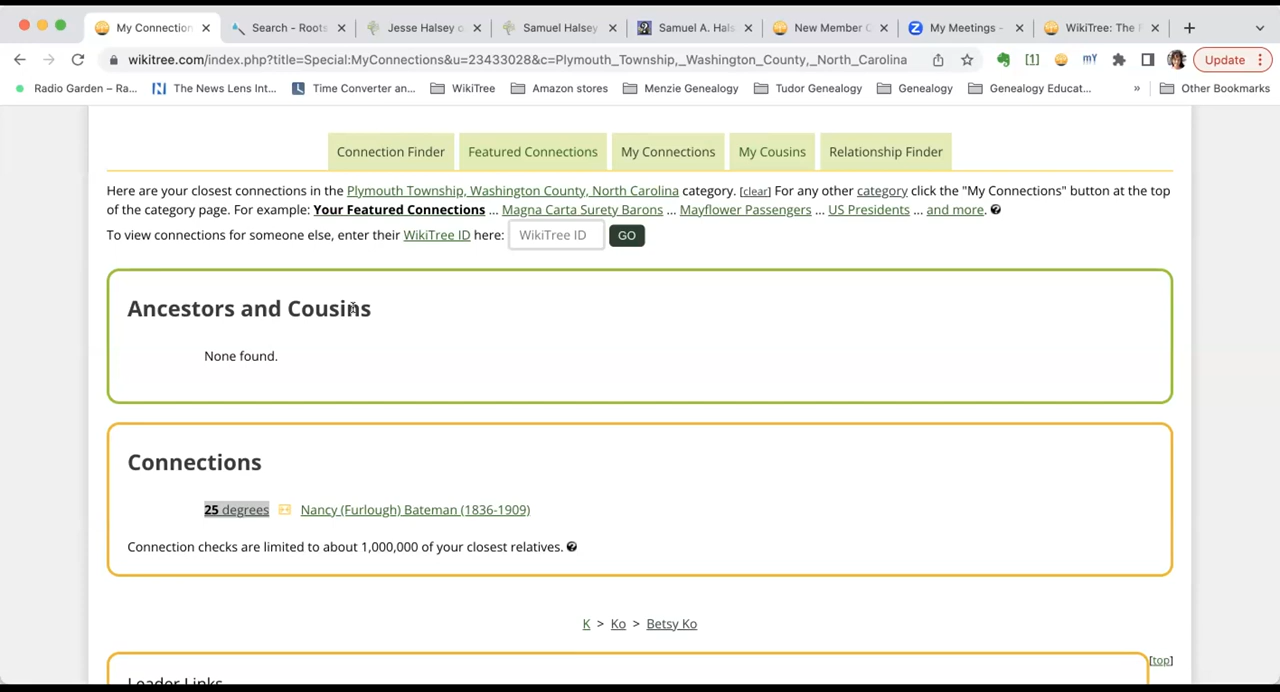 My Connection
Search - Roots
Jesse Halsey o
Samuel Halsey
Samuel A. Hals
New Member
My Meetings -
WikiTree: The
wikitree.com/index.php?title=Special:MyConnections&u=23433028&c=Plymouth_Township,_Washington_County,_North_Carolina
Update
Radio Garden – Ra...
The News Lens Int...
Time Converter an...
WikiTree
Amazon stores
Menzie Genealogy
Tudor Genealogy
Genealogy
Genealogy Educat...
»
Other Bookmarks
Connection Finder
Featured Connections
My Connections
My Cousins
Relationship Finder
Here are your closest connections in the Plymouth Township, Washington County, North Carolina category. [clear] For any other category click the "My Connections" button at the top
of the category page. For example: Your Featured Connections ... Magna Carta Surety Barons ... Mayflower Passengers ... US Presidents ... and more.
To view connections for someone else, enter their WikiTree ID here: WikiTree ID GO
Ancestors and Cousins
None found.
Connections
25 degrees Nancy (Furlough) Bateman (1836-1909)
Connection checks are limited to about 1,000,000 of your closest relatives.
K > Ko > Betsy Ko
[top]
Leader Links